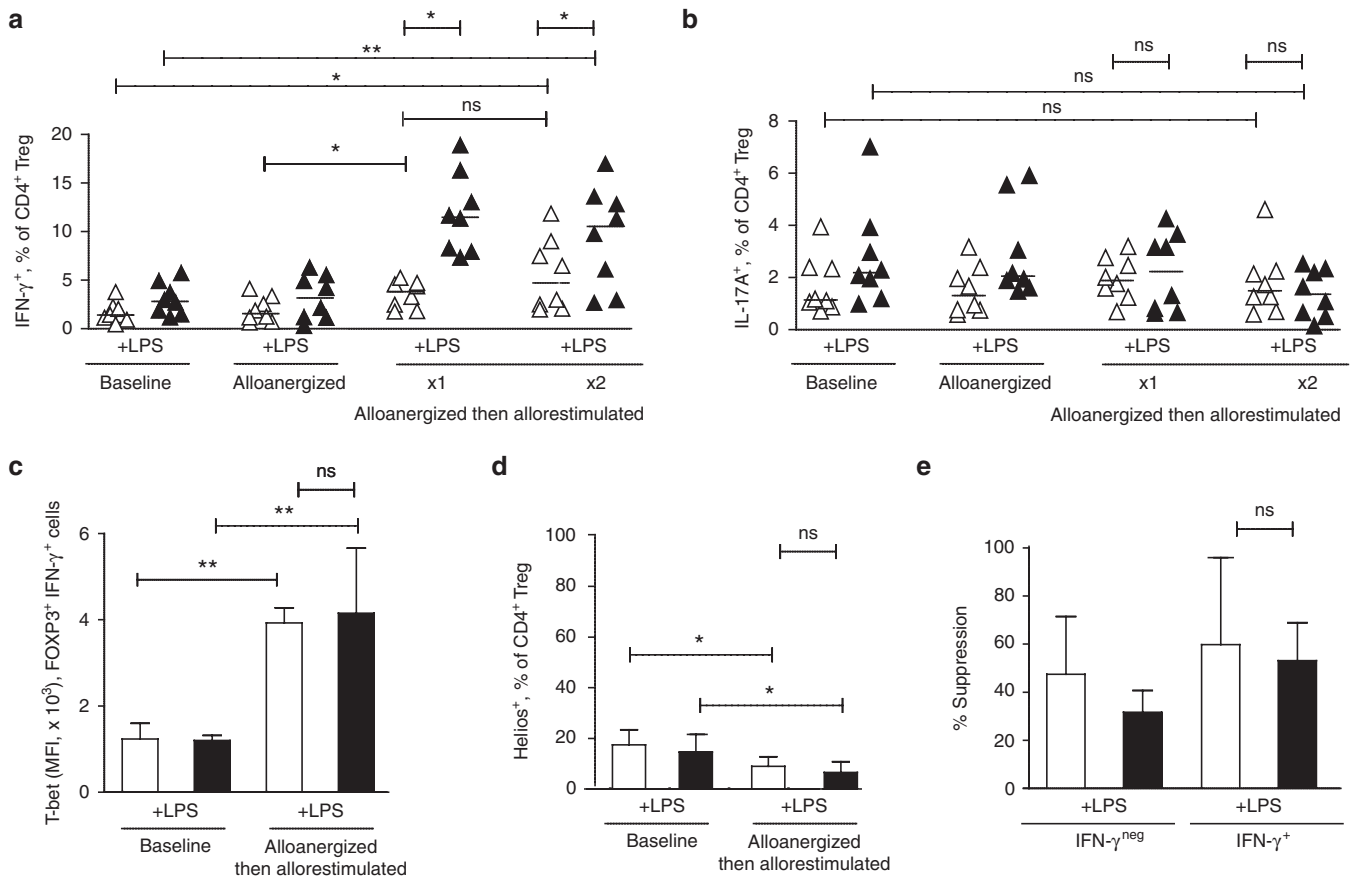 a
*
*
**
*
ns
*
IFN-γ⁺, % of CD4⁺ Treg
20
15
10
5
0
+LPS
+LPS
+LPS
+LPS
Baseline
Alloanergized
x1
x2
Alloanergized then allorestimulated
b
ns
ns
ns
ns
IL-17A⁺, % of CD4⁺ Treg
8
6
4
2
0
+LPS
+LPS
+LPS
+LPS
Baseline
Alloanergized
x1
x2
Alloanergized then allorestimulated
c
ns
**
**
T-bet (MFI, x 10³), FOXP3⁺ IFN-γ⁺ cells
6
4
2
0
+LPS
+LPS
Baseline
Alloanergized
then allorestimulated
d
ns
*
*
Helios⁺, % of CD4⁺ Treg
100
80
60
40
20
0
+LPS
+LPS
Baseline
Alloanergized
then allorestimulated
e
ns
% Suppression
100
80
60
40
20
0
+LPS
+LPS
IFN-γⁿᵉᵍ
IFN-γ⁺